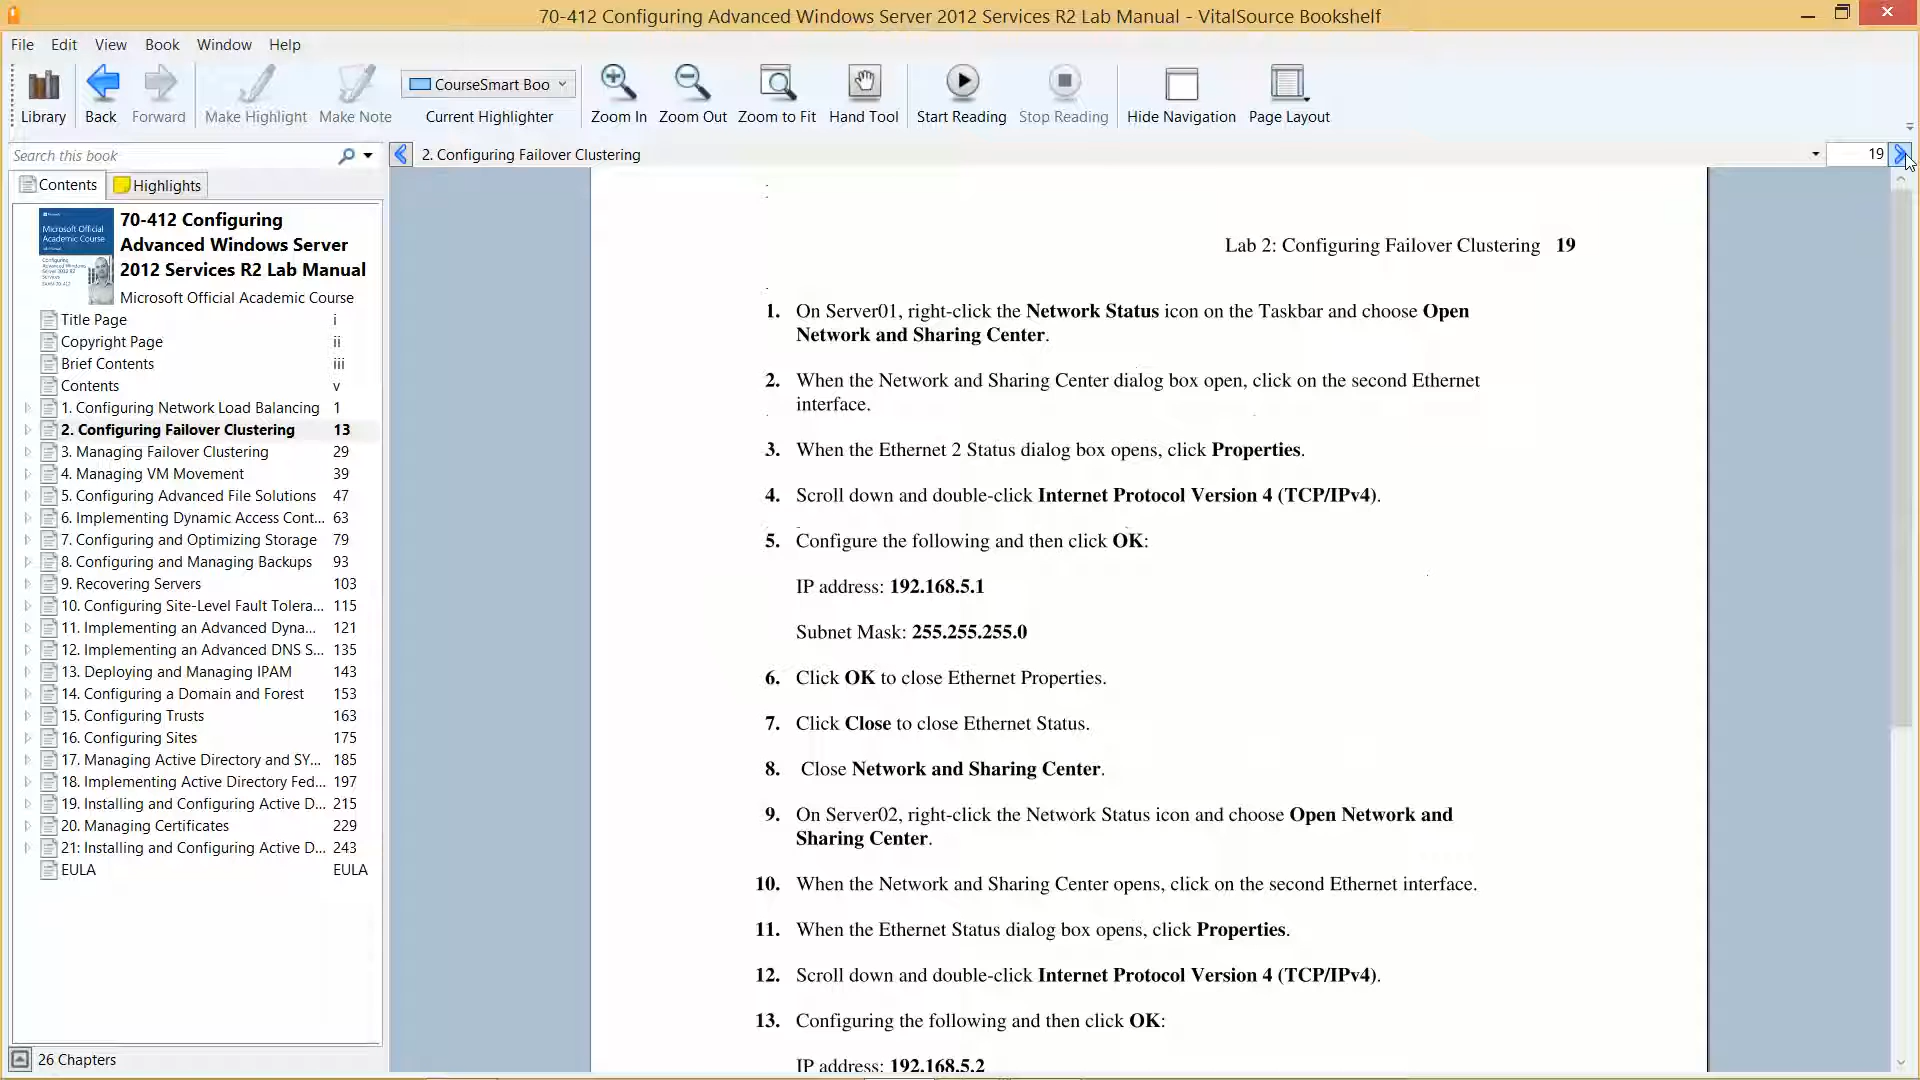 70-412 Configuring Advanced Windows Server 2012 Services R2 Lab Manual - VitalSource Bookshelf
File Edit View Book Window Help
CourseSmart Boo
Library Back Forward Make Highlight Make Note Current Highlighter Zoom In Zoom Out Zoom to Fit Hand Tool Start Reading Stop Reading Hide Navigation Page Layout
Search this book
2. Configuring Failover Clustering
19
Contents Highlights
Microsoft Official
Academic Course
70-412 Configuring
Advanced Windows Server
2012 Services R2 Lab Manual
Microsoft Official Academic Course
Title Page i
Copyright Page ii
Brief Contents iii
Contents v
1. Configuring Network Load Balancing 1
2. Configuring Failover Clustering 13
3. Managing Failover Clustering 29
4. Managing VM Movement 39
5. Configuring Advanced File Solutions 47
6. Implementing Dynamic Access Cont... 63
7. Configuring and Optimizing Storage 79
8. Configuring and Managing Backups 93
9. Recovering Servers 103
10. Configuring Site-Level Fault Tolera... 115
11. Implementing an Advanced Dyna... 121
12. Implementing an Advanced DNS S... 135
13. Deploying and Managing IPAM 143
14. Configuring a Domain and Forest 153
15. Configuring Trusts 163
16. Configuring Sites 175
17. Managing Active Directory and SY... 185
18. Implementing Active Directory Fed... 197
19. Installing and Configuring Active D... 215
20. Managing Certificates 229
21: Installing and Configuring Active D... 243
EULA EULA
26 Chapters
Lab 2: Configuring Failover Clustering 19
1. On Server01, right-click the Network Status icon on the Taskbar and choose Open
Network and Sharing Center.
2. When the Network and Sharing Center dialog box open, click on the second Ethernet
interface.
3. When the Ethernet 2 Status dialog box opens, click Properties.
4. Scroll down and double-click Internet Protocol Version 4 (TCP/IPv4).
5. Configure the following and then click OK:
IP address: 192.168.5.1
Subnet Mask: 255.255.255.0
6. Click OK to close Ethernet Properties.
7. Click Close to close Ethernet Status.
8. Close Network and Sharing Center.
9. On Server02, right-click the Network Status icon and choose Open Network and
Sharing Center.
10. When the Network and Sharing Center opens, click on the second Ethernet interface.
11. When the Ethernet Status dialog box opens, click Properties.
12. Scroll down and double-click Internet Protocol Version 4 (TCP/IPv4).
13. Configuring the following and then click OK:
IP address: 192.168.5.2